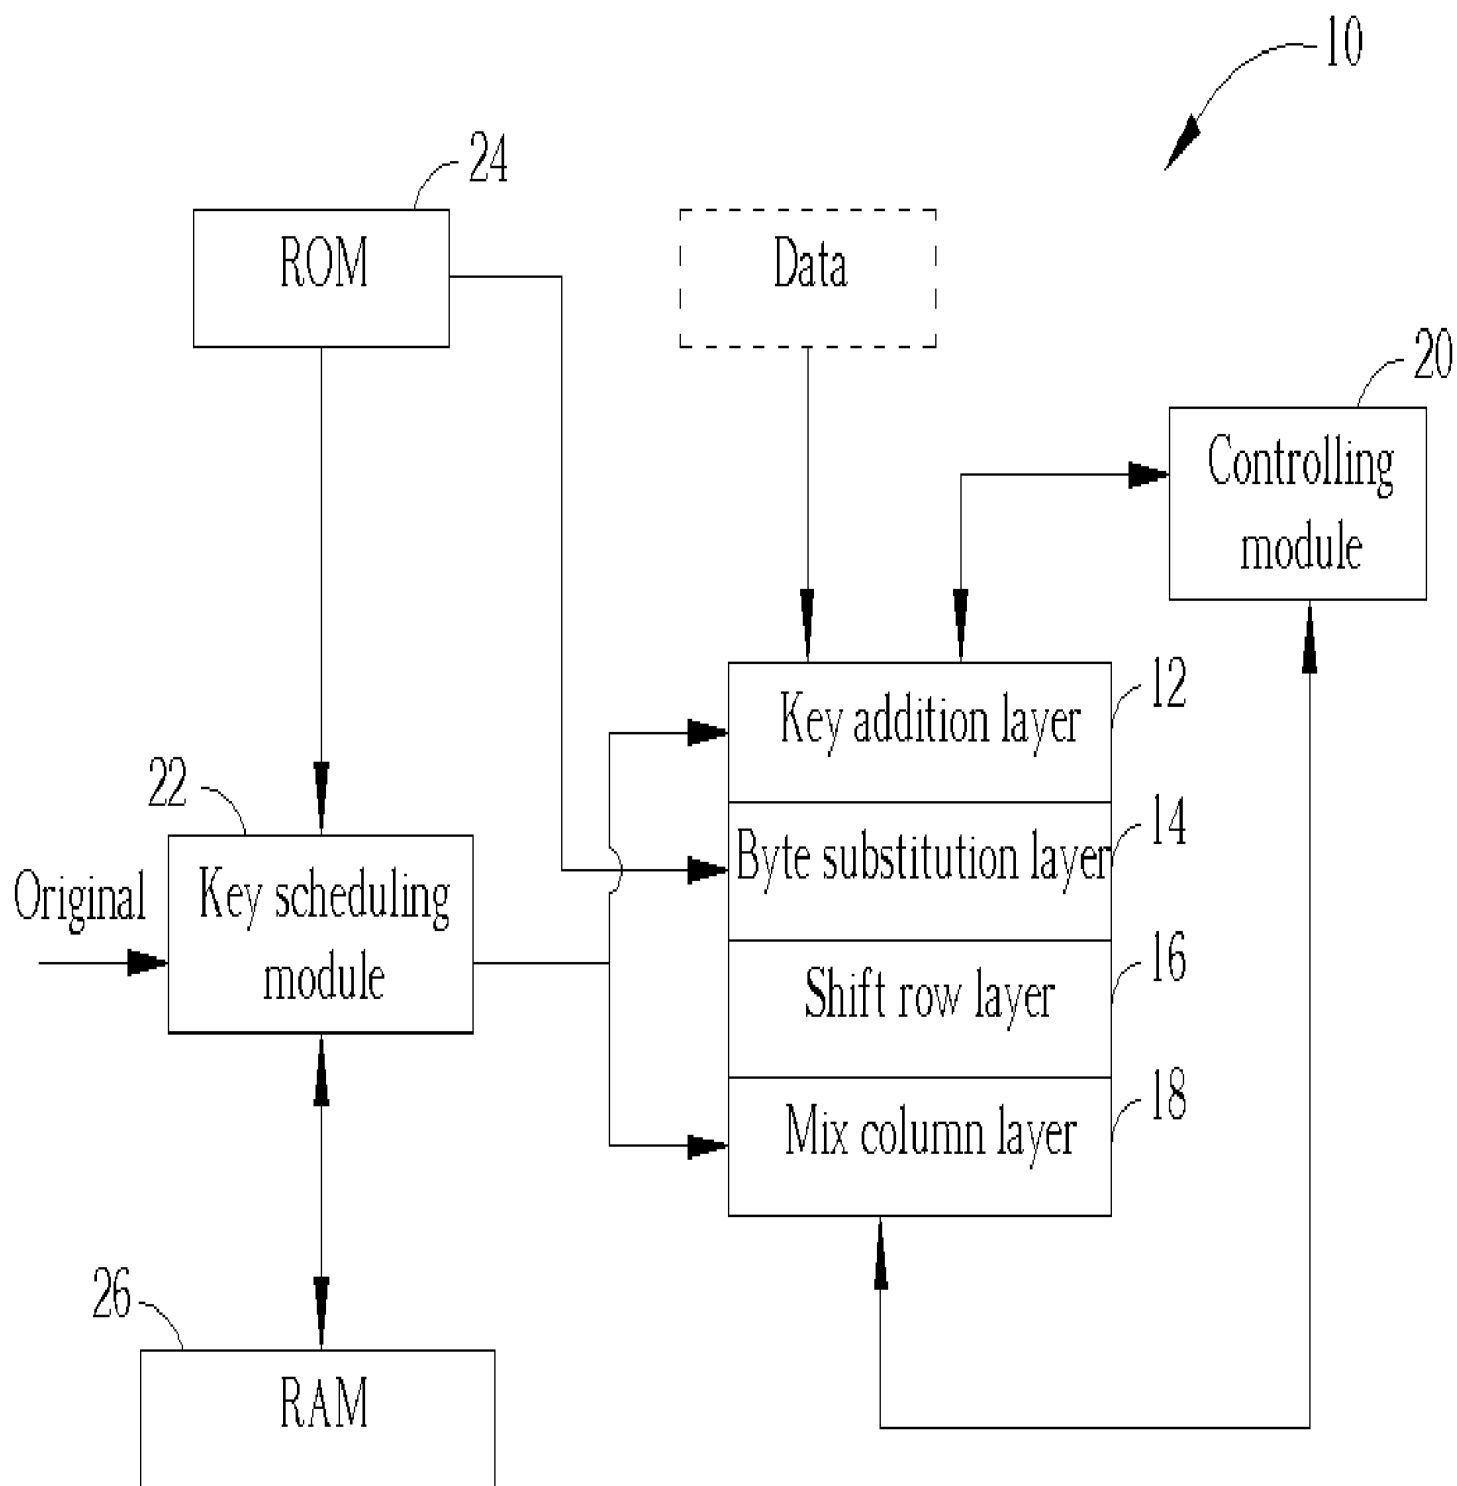 10
24
ROM
Data
20
Controlling
module
12
Key addition layer
22
14
Byte substitution layer
Original
Key scheduling
module
16
Shift row layer
18
Mix column layer
26
RAM